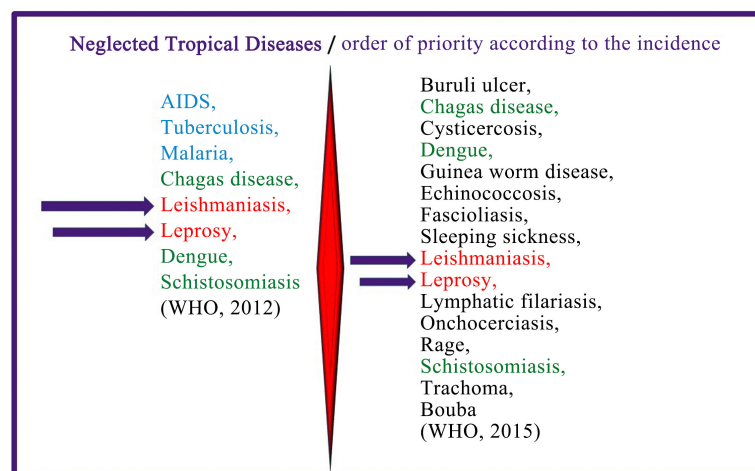 Neglected Tropical Diseases / order of priority according to the incidence
AIDS,
Tuberculosis,
Malaria,
Chagas disease,
Leishmaniasis,
Leprosy,
Dengue,
Schistosomiasis
(WHO, 2012)
Buruli ulcer,
Chagas disease,
Cysticercosis,
Dengue,
Guinea worm disease,
Echinococcosis,
Fascioliasis,
Sleeping sickness,
Leishmaniasis,
Leprosy,
Lymphatic filariasis,
Onchocerciasis,
Rage,
Schistosomiasis,
Trachoma,
Bouba
(WHO, 2015)